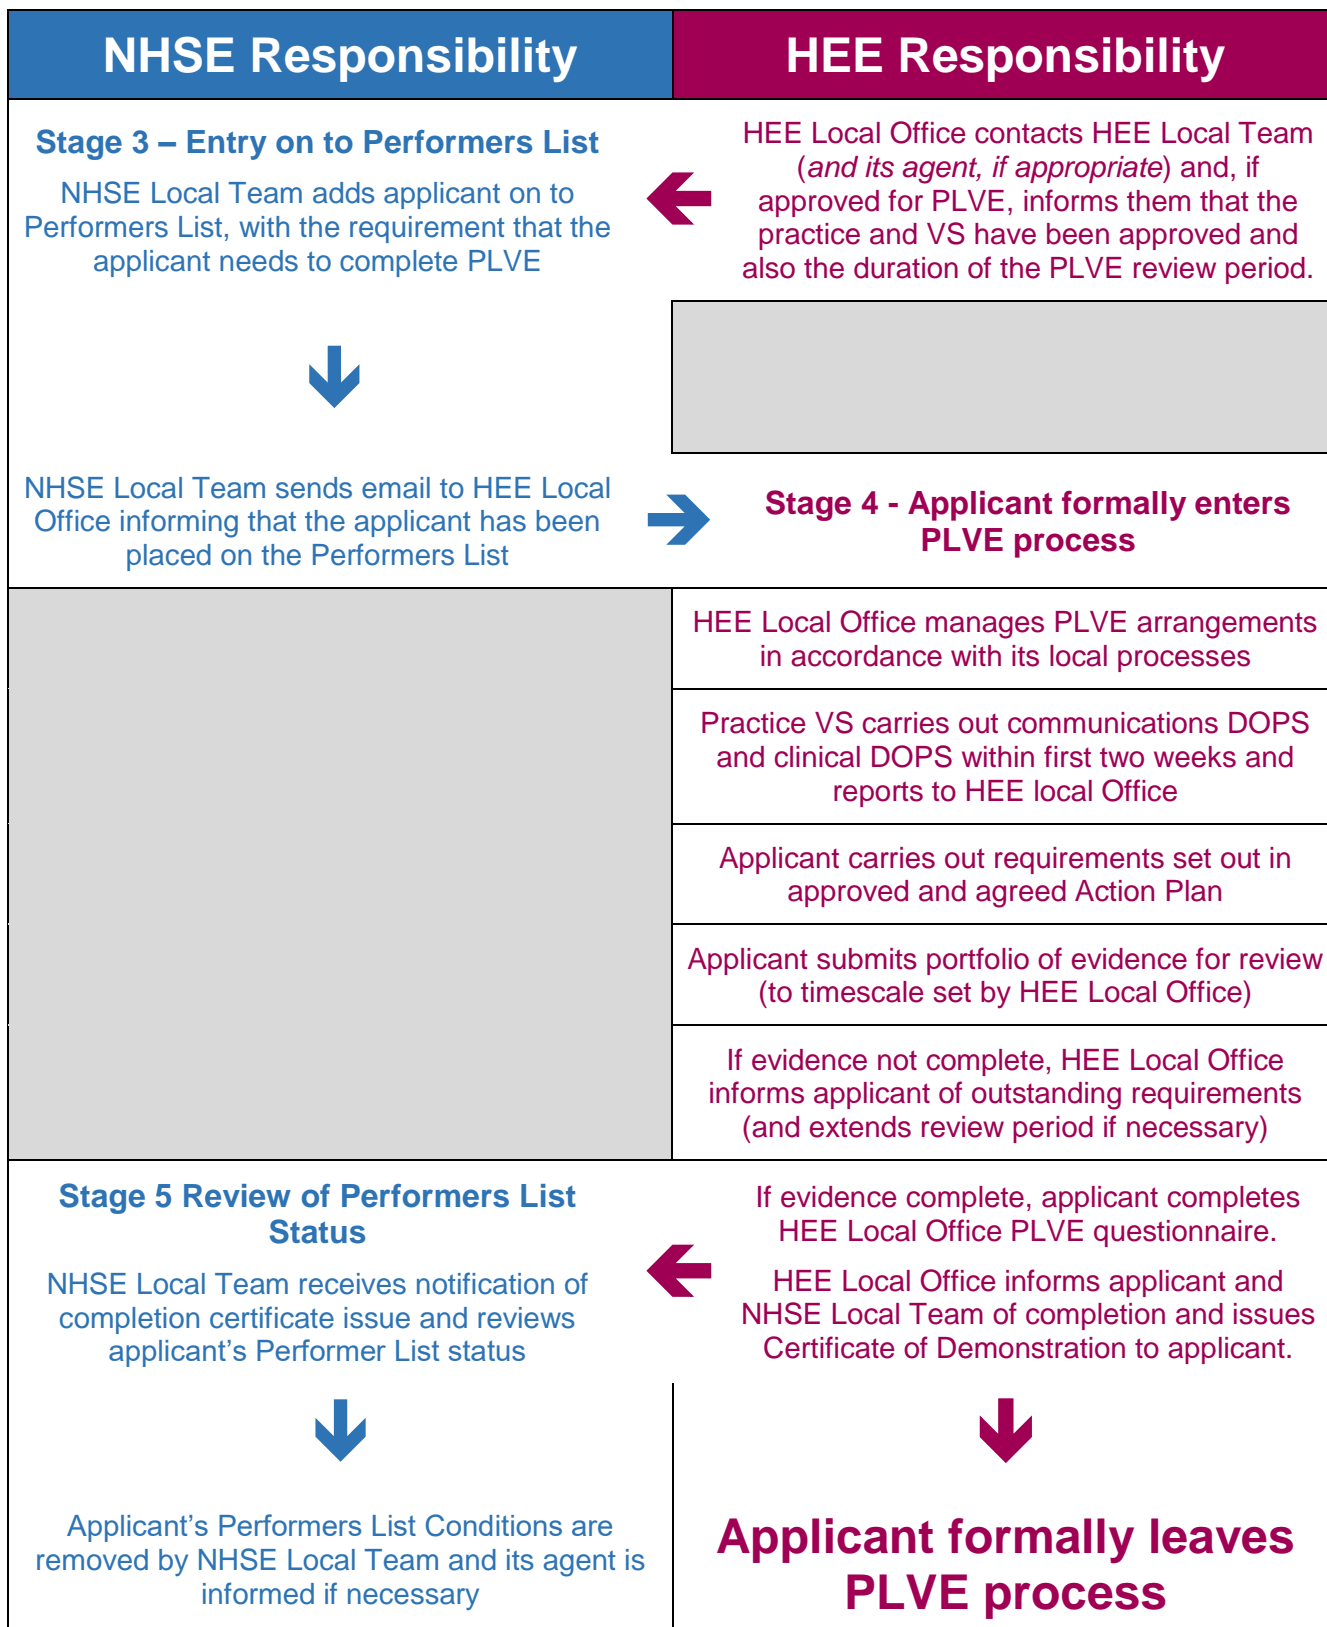 NHSE Responsibility
HEE Responsibility
Stage 3 – Entry on to Performers List
NHSE Local Team adds applicant on to
Performers List, with the requirement that the
applicant needs to complete PLVE
HEE Local Office contacts HEE Local Team
(and its agent, if appropriate) and, if
approved for PLVE, informs them that the
practice and VS have been approved and
also the duration of the PLVE review period.
NHSE Local Team sends email to HEE Local
Office informing that the applicant has been
placed on the Performers List
Stage 4 - Applicant formally enters
PLVE process
HEE Local Office manages PLVE arrangements
in accordance with its local processes
Practice VS carries out communications DOPS
and clinical DOPS within first two weeks and
reports to HEE local Office
Applicant carries out requirements set out in
approved and agreed Action Plan
Applicant submits portfolio of evidence for review
(to timescale set by HEE Local Office)
If evidence not complete, HEE Local Office
informs applicant of outstanding requirements
(and extends review period if necessary)
Stage 5 Review of Performers List
Status
NHSE Local Team receives notification of
completion certificate issue and reviews
applicant’s Performer List status
If evidence complete, applicant completes
HEE Local Office PLVE questionnaire.
HEE Local Office informs applicant and
NHSE Local Team of completion and issues
Certificate of Demonstration to applicant.
Applicant’s Performers List Conditions are
removed by NHSE Local Team and its agent is
informed if necessary
Applicant formally leaves
PLVE process